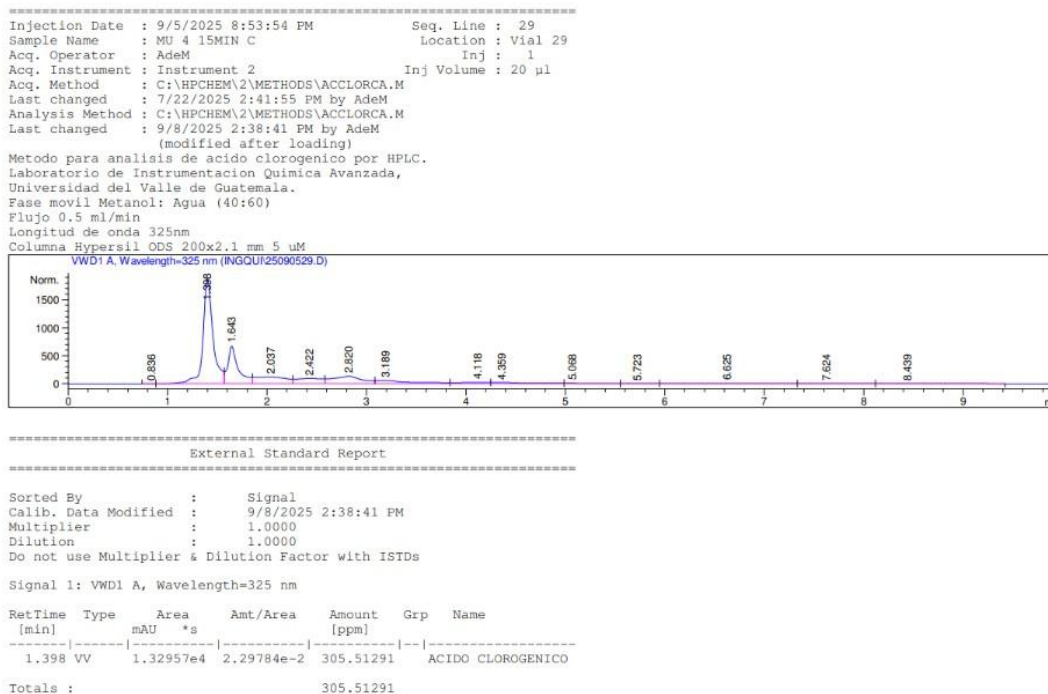 Injection Date : 9/5/2025 8:53:54 PM Seq. Line : 29
Sample Name : MU 4 15MIN C Location : Vial 29
Acq. Operator : AdeM Inj : 1
Acq. Instrument : Instrument 2 Inj Volume : 20 µl
Acq. Method : C:\HPCHEM\2\METHODS\ACCLORCA.M
Last changed : 7/22/2025 2:41:55 PM by AdeM
Analysis Method : C:\HPCHEM\2\METHODS\ACCLORCA.M
Last changed : 9/8/2025 2:38:41 PM by AdeM
(modified after loading)
Metodo para analisis de acido clorogenico por HPLC.
Laboratorio de Instrumentacion Quimica Avanzada,
Universidad del Valle de Guatemala.
Fase movil Metanol: Agua (40:60)
Flujo 0.5 ml/min
Longitud de onda 325nm
Columna Hypersil ODS 200x2.1 mm 5 uM
VWD1 A, Wavelength=325 nm (INGQUI\25090529.D)
Norm.
1500
1000
500
0
0.836 1.398 1.643 2.037 2.422 2.820 3.189 4.118 4.359 5.068 5.723 6.625 7.624 8.439
0 1 2 3 4 5 6 7 8 9
External Standard Report
Sorted By : Signal
Calib. Data Modified : 9/8/2025 2:38:41 PM
Multiplier : 1.0000
Dilution : 1.0000
Do not use Multiplier & Dilution Factor with ISTDs
Signal 1: VWD1 A, Wavelength=325 nm
RetTime Type Area Amt/Area Amount Grp Name
[min] mAU *s [ppm]
1.398 VV 1.32957e4 2.29784e-2 305.51291 ACIDO CLOROGENICO
Totals : 305.51291